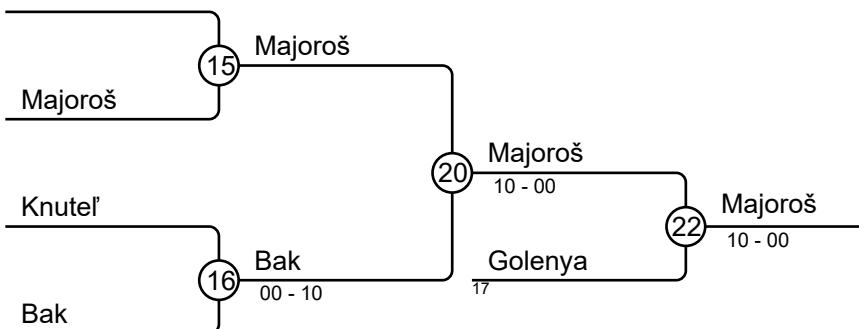 Majoroš
15
Majoroš
Majoroš
20
10 - 00
Knuteľ
Majoroš
22
10 - 00
Bak
Golenya
16
00 - 10
17
Bak